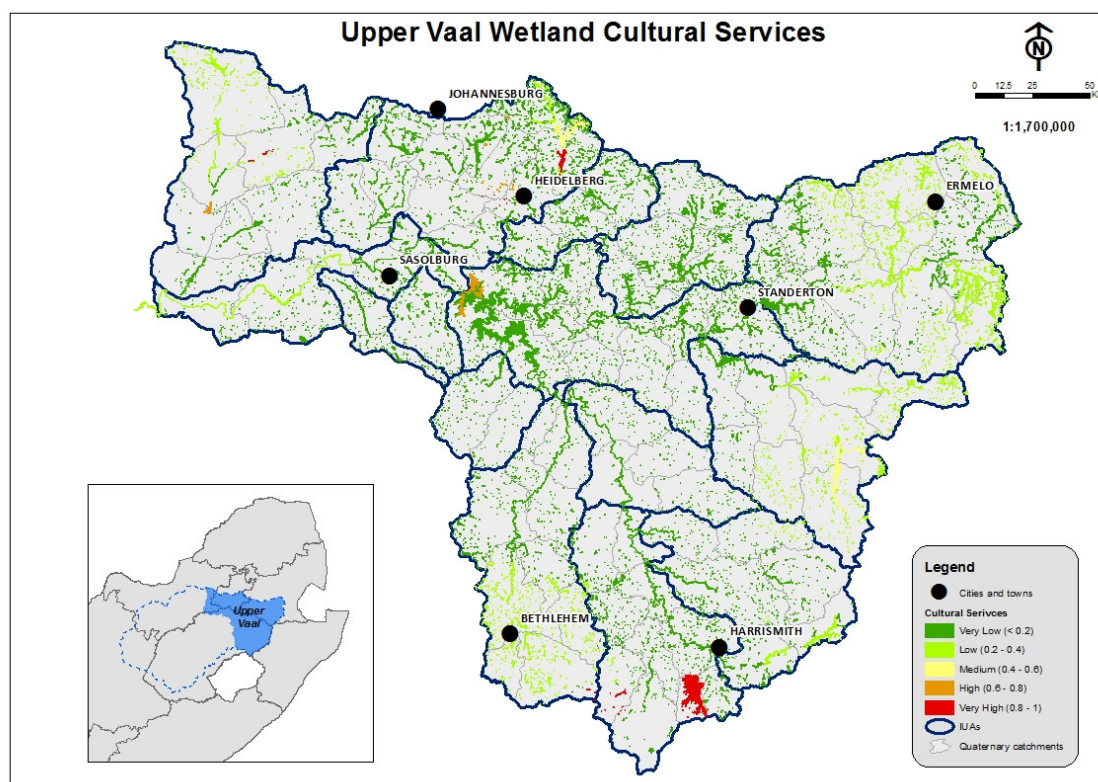 Upper Vaal Wetland Cultural Services
N
0 12.5 25 50
K
1:1,700,000
JOHANNESBURG
HEIDELBERG
ERMELO
SASOLBURG
STANDERTON
BETHLEHEM
HARRISMITH
Upper
Vaal
Legend
Cities and towns
Cultural Serivces
Very Low (< 0.2)
Low (0.2 - 0.4)
Medium (0.4 - 0.6)
High (0.6 - 0.8)
Very High (0.8 - 1)
IUAs
Quaternary catchments